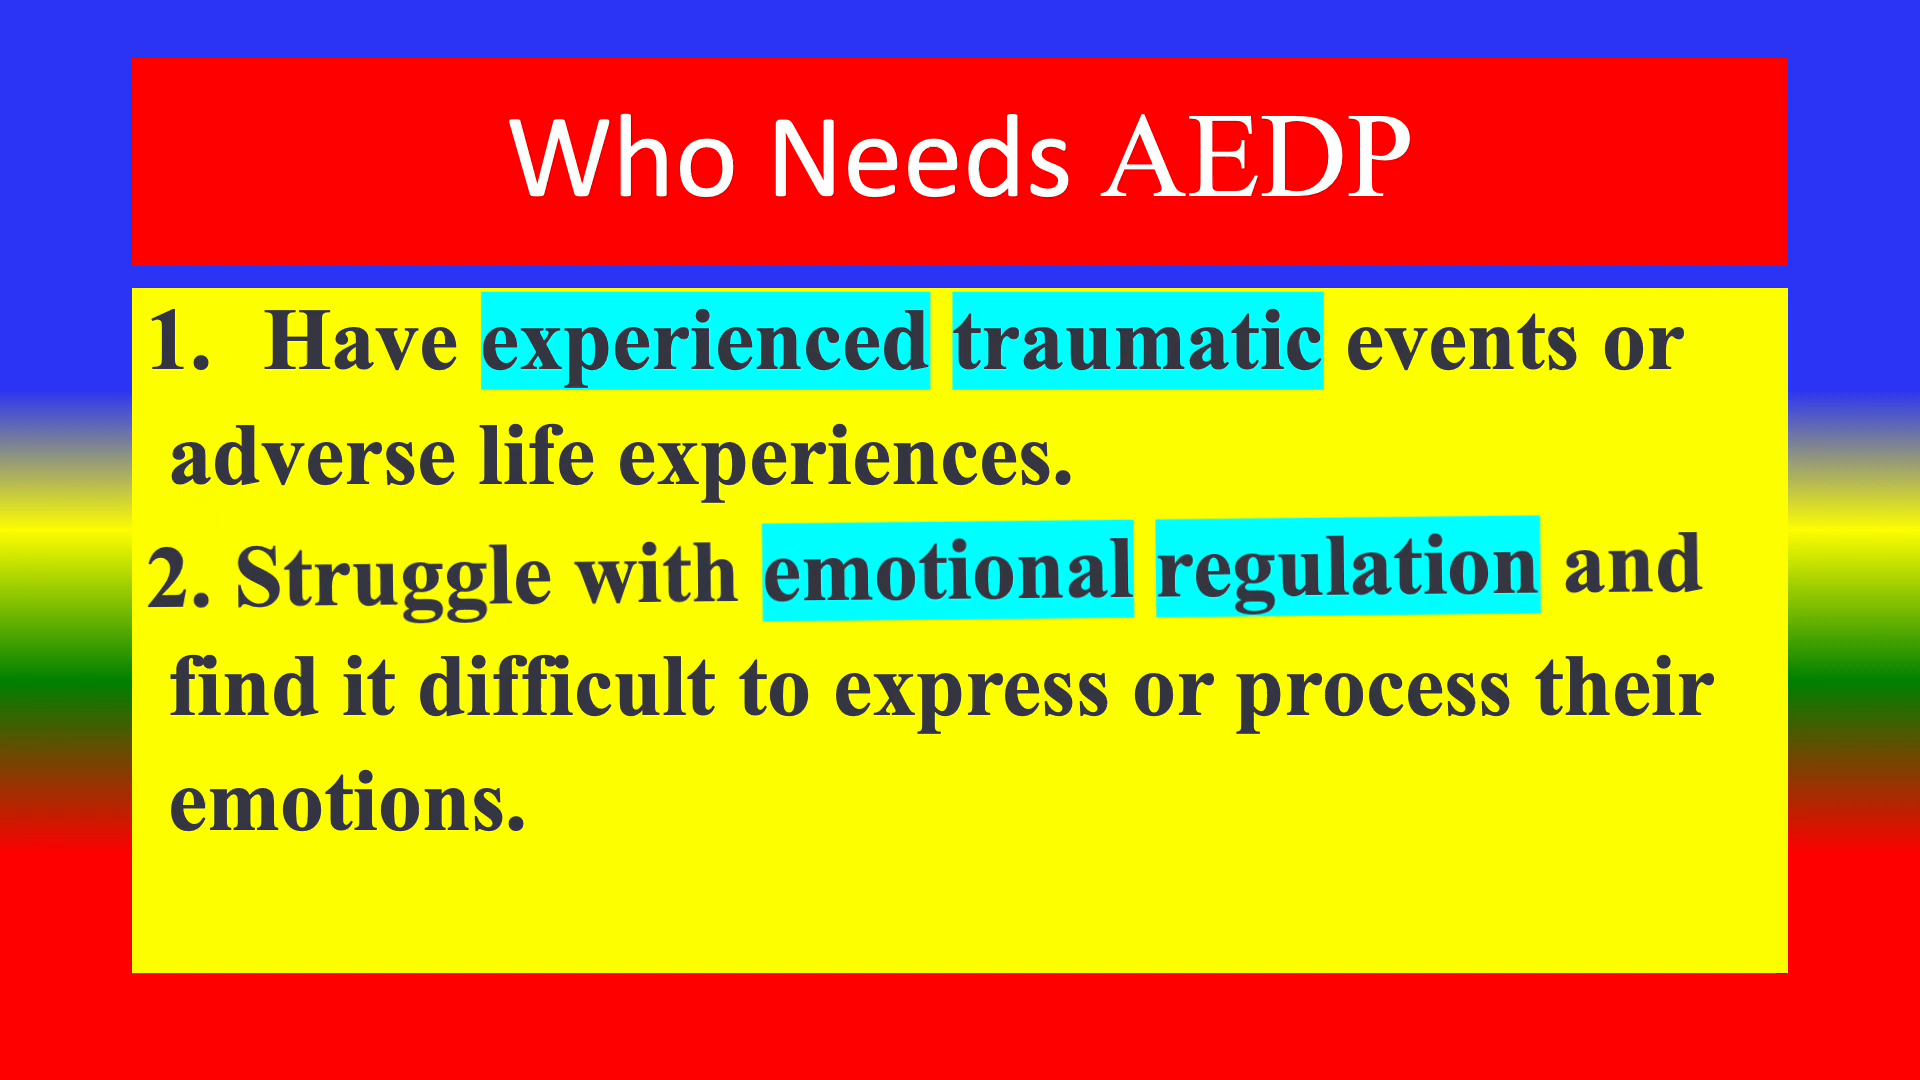 Who Needs AEDP
1. Have experienced traumatic events or
adverse life experiences.
2. Struggle with emotional regulation and
find it difficult to express or process their
emotions.